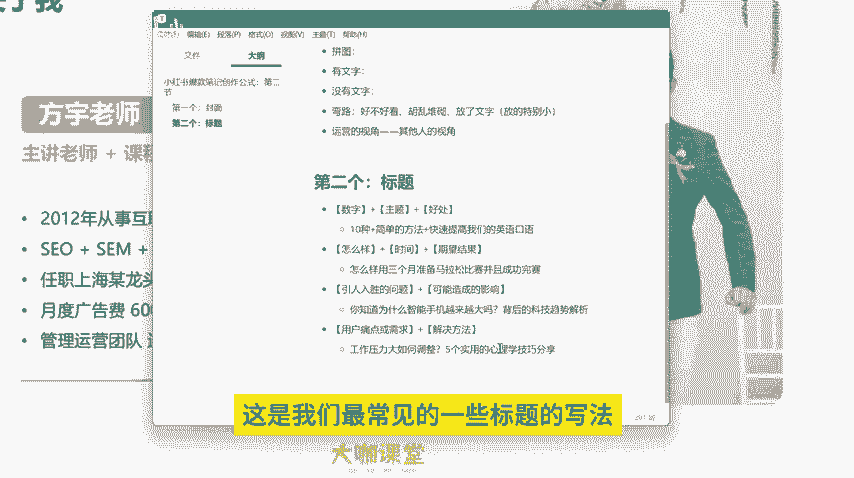 于我
方宇老师
主讲老师 + 课程
2012年从事互联
SEO + SEM +
任职上海某龙头
月度广告费 600
管理运营团队
编辑(E) 段落(P) 格式(O) 视图(V) 主题(T) 帮助(H)
文件 大纲
小红书爆款笔记创作公式：第二节
第一个：封面
第二个：标题
拼图：
有文字：
没有文字：
弯路：好不好看、胡乱堆砌、放了文字（放的特别小）
运营的视角——其他人的视角
第二个：标题
【数字】+【主题】+【好处】
10种+简单的方法+快速提高我们的英语口语
【怎么样】+【时间】+【期望结果】
怎么样用三个月准备马拉松比赛并且成功完赛
【引人入胜的问题】+【可能造成的影响】
你知道为什么智能手机越来越大吗？背后的科技趋势解析
【用户痛点或需求】+【解决方法】
工作压力大如何调整？5个实用的心理学技巧分享
这是我们最常见的一些标题的写法
大咖课堂